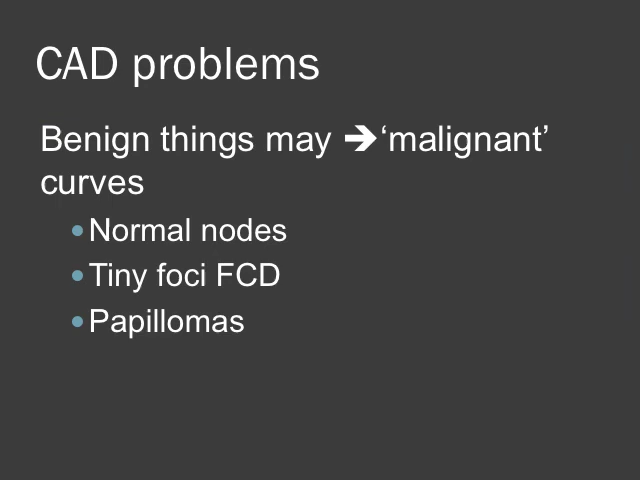 CAD problems
Benign things may ➔‘malignant’
curves
•Normal nodes
•Tiny foci FCD
•Papillomas